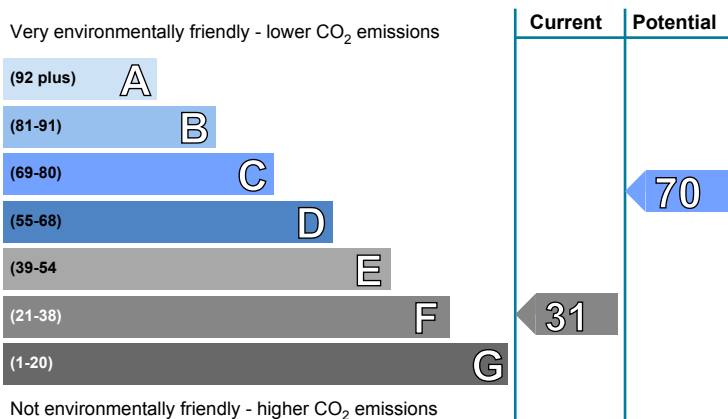 Current Potential
Very environmentally friendly - lower CO2 emissions
(92 plus) A
(81-91) B
(69-80) C
70
(55-68) D
(39-54 E
(21-38) F 31
(1-20) G
Not environmentally friendly - higher CO2 emissions